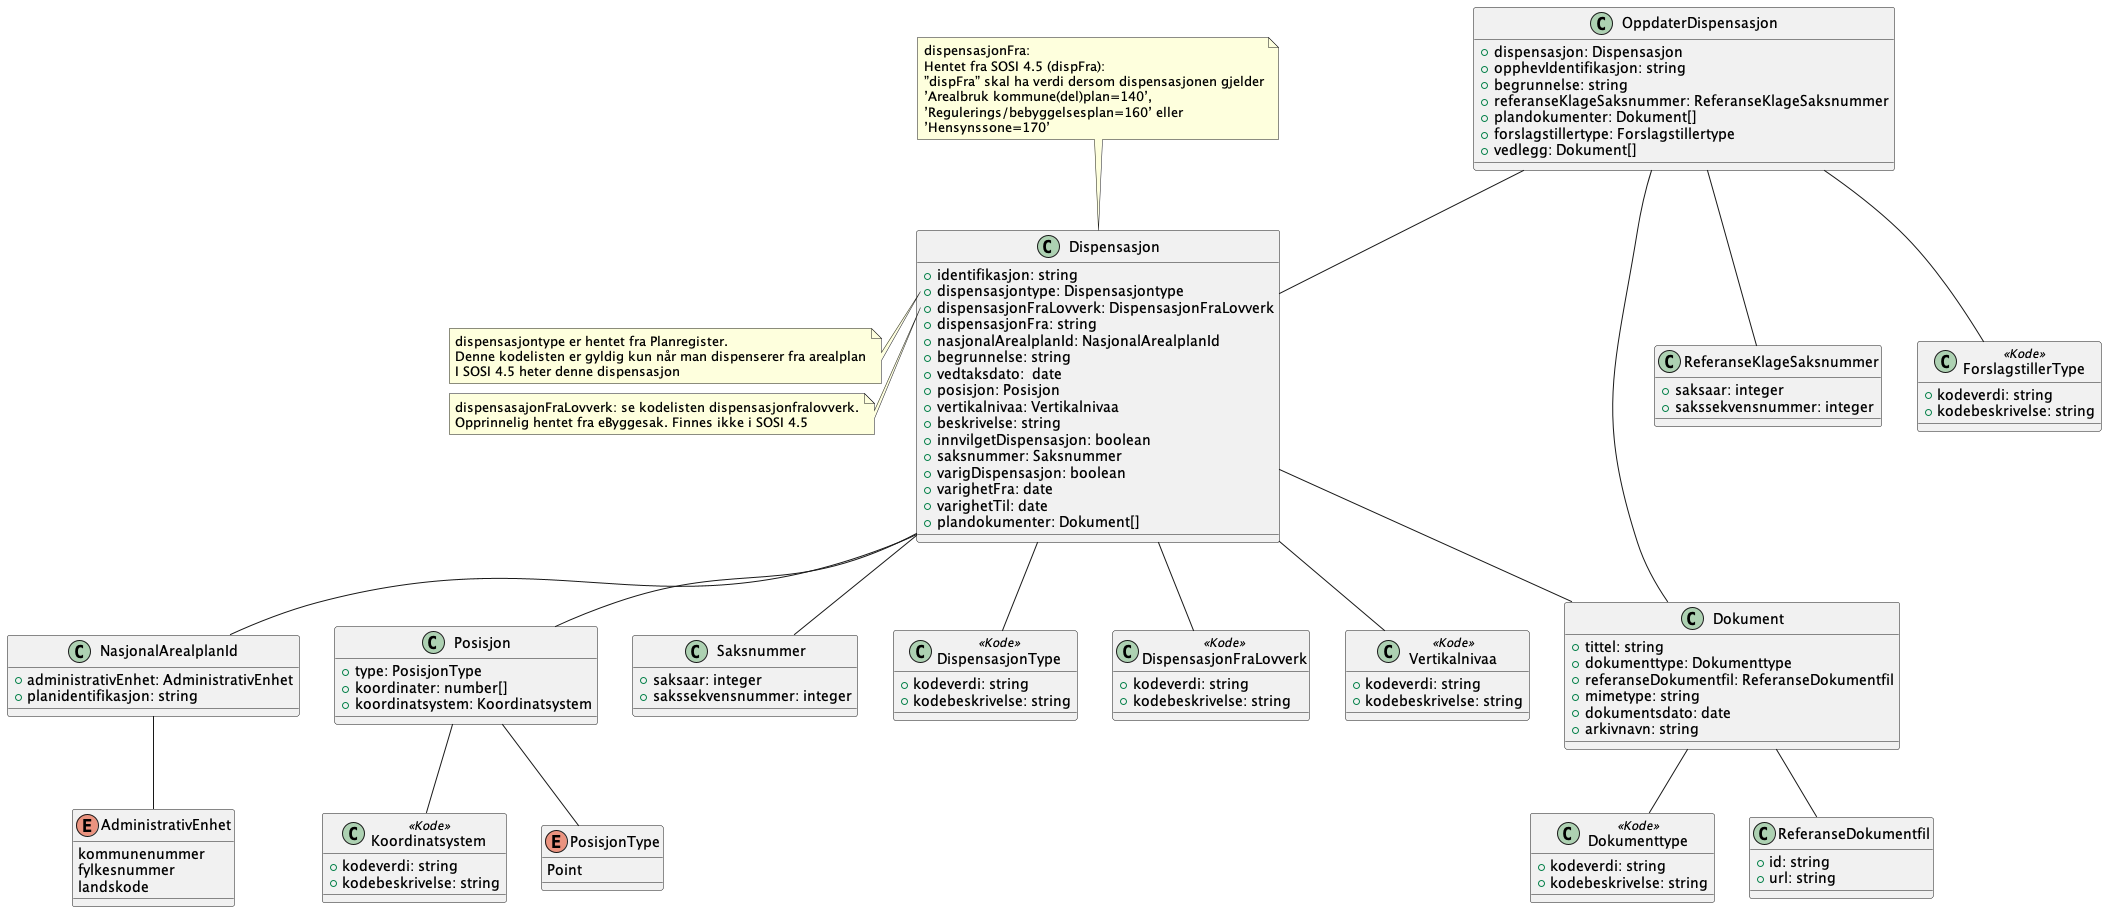 OppdaterDispensasjon
dispensasjon: Dispensasjon
opphevIdentifikasjon: string
begrunnelse: string
referanseKlageSaksnummer: ReferanseKlageSaksnummer
plandokumenter: Dokument[]
forslagstillertype: Forslagstillertype
vedlegg: Dokument[]
dispensasjonFra:
Hentet fra SOSI 4.5 (dispFra):
"dispFra" skal ha verdi dersom dispensasjonen gjelder
'Arealbruk kommune(del)plan=140',
'Regulerings/bebyggelsesplan=160' eller
'Hensynssone=170'
Dispensasjon
identifikasjon: string
dispensasjontype: Dispensasjontype
dispensasjonFraLovverk: DispensasjonFraLovverk
dispensasjonFra: string
nasjonalArealplanId: NasjonalArealplanId
begrunnelse: string
vedtaksdato:  date
posisjon: Posisjon
vertikalnivaa: Vertikalnivaa
beskrivelse: string
innvilgetDispensasjon: boolean
saksnummer: Saksnummer
varigDispensasjon: boolean
varighetFra: date
varighetTil: date
plandokumenter: Dokument[]
dispensasjontype er hentet fra Planregister.
Denne kodelisten er gyldig kun når man dispenserer fra arealplan
I SOSI 4.5 heter denne dispensasjon
dispensasajonFraLovverk: se kodelisten dispensasjonfralovverk.
Opprinnelig hentet fra eByggesak. Finnes ikke i SOSI 4.5
ReferanseKlageSaksnummer
saksaar: integer
sakssekvensnummer: integer
«Kode»
ForslagstillerType
kodeverdi: string
kodebeskrivelse: string
NasjonalArealplanId
administrativEnhet: AdministrativEnhet
planidentifikasjon: string
Posisjon
type: PosisjonType
koordinater: number[]
koordinatsystem: Koordinatsystem
Saksnummer
saksaar: integer
sakssekvensnummer: integer
«Kode»
DispensasjonType
kodeverdi: string
kodebeskrivelse: string
«Kode»
DispensasjonFraLovverk
kodeverdi: string
kodebeskrivelse: string
«Kode»
Vertikalnivaa
kodeverdi: string
kodebeskrivelse: string
Dokument
tittel: string
dokumenttype: Dokumenttype
referanseDokumentfil: ReferanseDokumentfil
mimetype: string
dokumentsdato: date
arkivnavn: string
AdministrativEnhet
kommunenummer
fylkesnummer
landskode
«Kode»
Koordinatsystem
kodeverdi: string
kodebeskrivelse: string
PosisjonType
Point
«Kode»
Dokumenttype
kodeverdi: string
kodebeskrivelse: string
ReferanseDokumentfil
id: string
url: string